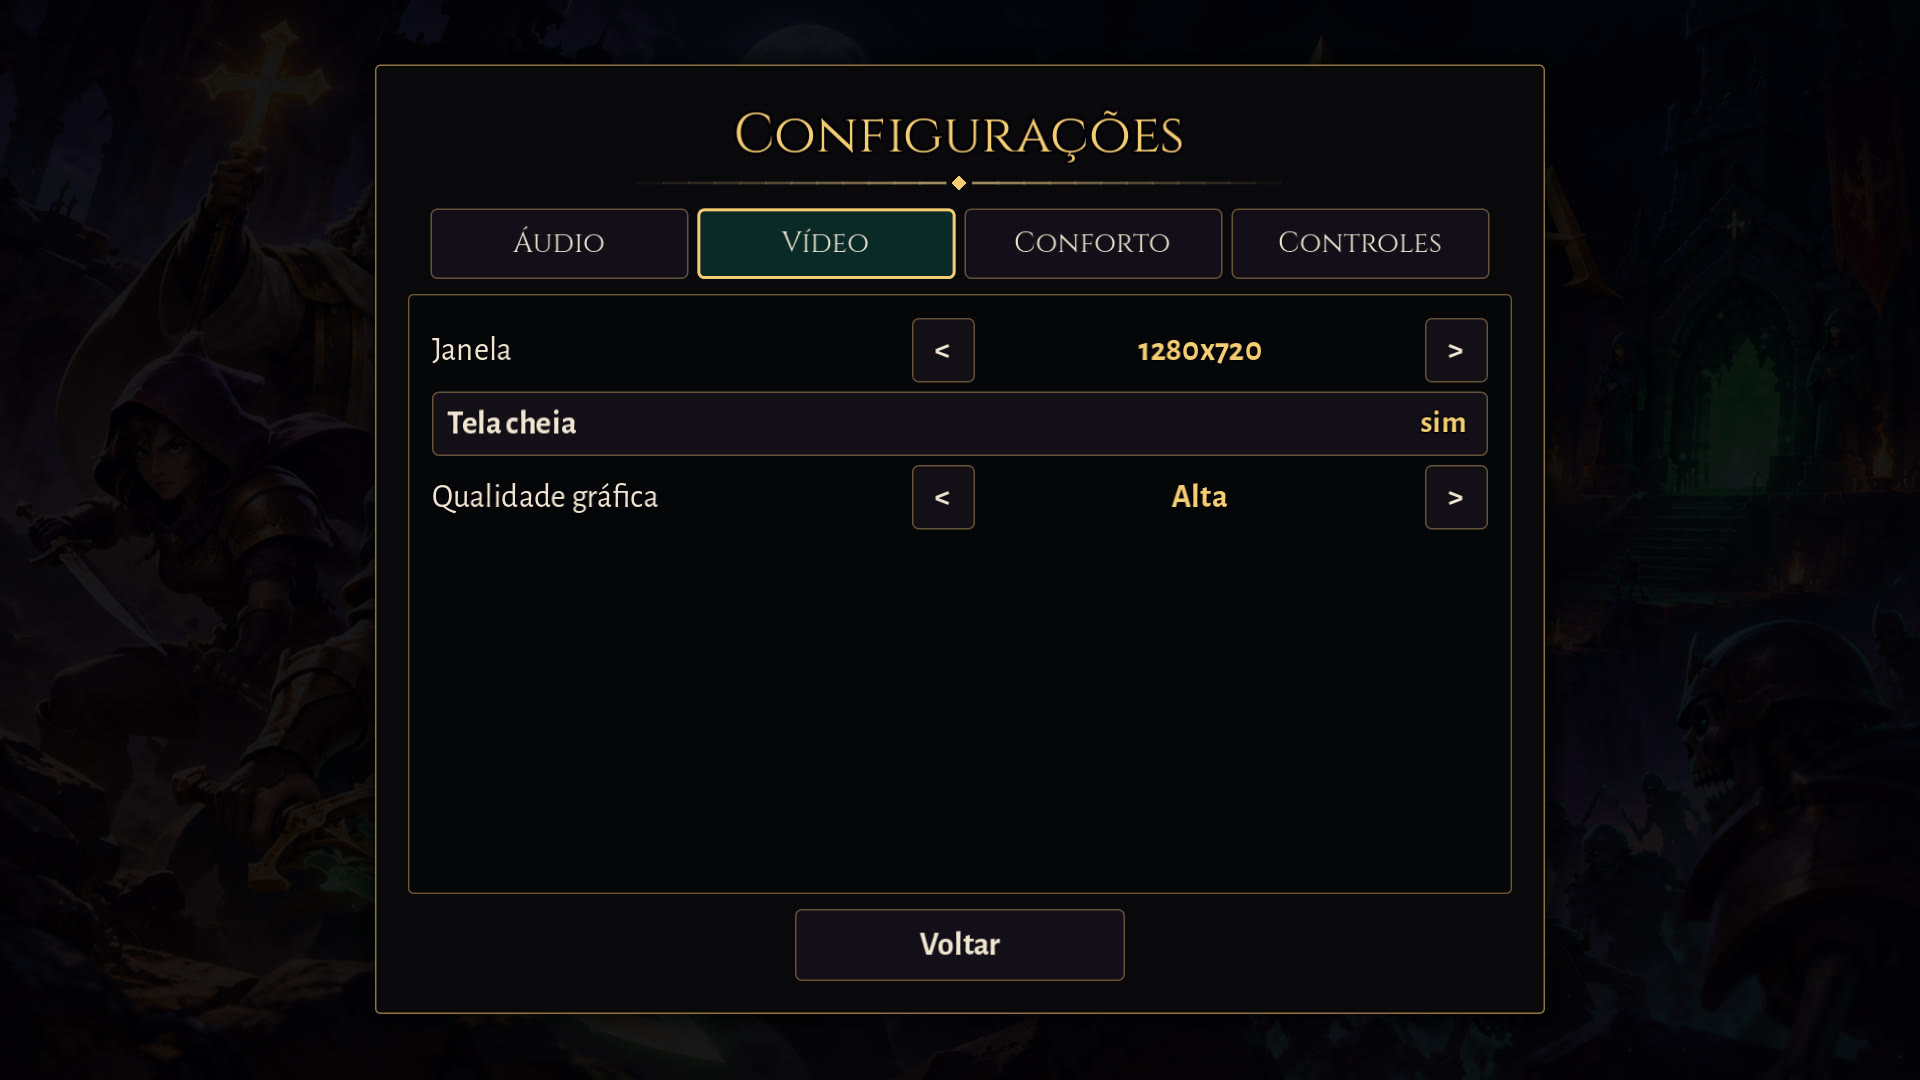 Configurações
Áudio
Vídeo
Conforto
Controles
Janela < 1280x720 >
Tela cheia sim
Qualidade gráfica < Alta >
Voltar